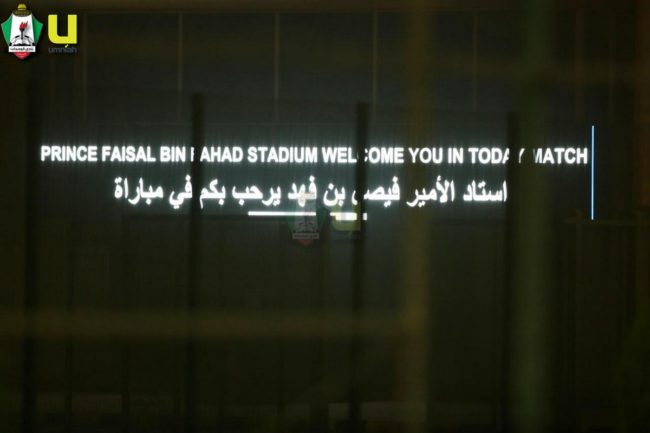 umniah
PRINCE FAISAL BIN FAHAD STADIUM WELCOME YOU IN TODAY MATCH
استاد الأمير فيصل بن فهد يرحب بكم في مباراة